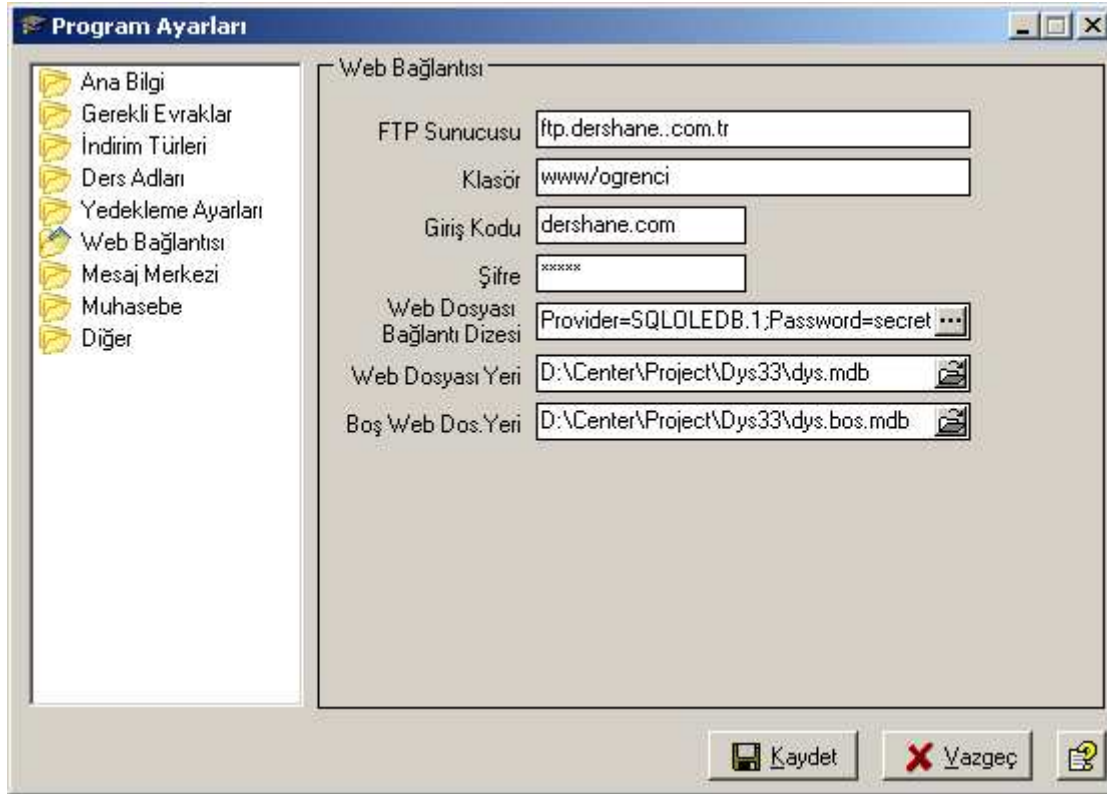 Program Ayarları
Ana Bilgi
Gerekli Evraklar
İndirim Türleri
Ders Adları
Yedekleme Ayarları
Web Bağlantısı
Mesaj Merkezi
Muhasebe
Diğer
Web Bağlantısı
FTP Sunucusu ftp.dershane..com.tr
Klasör www/ogrenci
Giriş Kodu dershane.com
Şifre xxxxx
Web Dosyası
Bağlantı Dizesi Provider=SQLOLEDB.1;Password=secret ...
Web Dosyası Yeri D:\Center\Project\Dys33\dys.mdb
Boş Web Dos.Yeri D:\Center\Project\Dys33\dys.bos.mdb
Kaydet Vazgeç